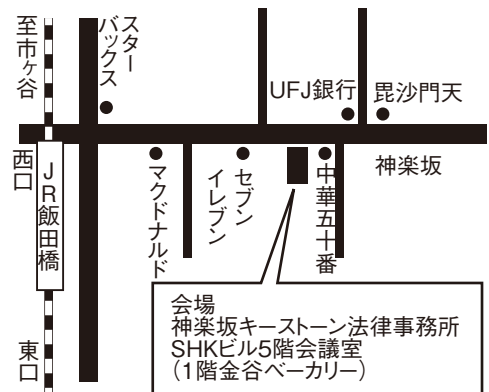 至市ヶ谷
スター
バックス
UFJ銀行
毘沙門天
西口
JR飯田橋
マクドナルド
セブン
イレブン
中華五十番
神楽坂
東口
会場
神楽坂キーストーン法律事務所
SHKビル5階会議室
(1階金谷ベーカリー)